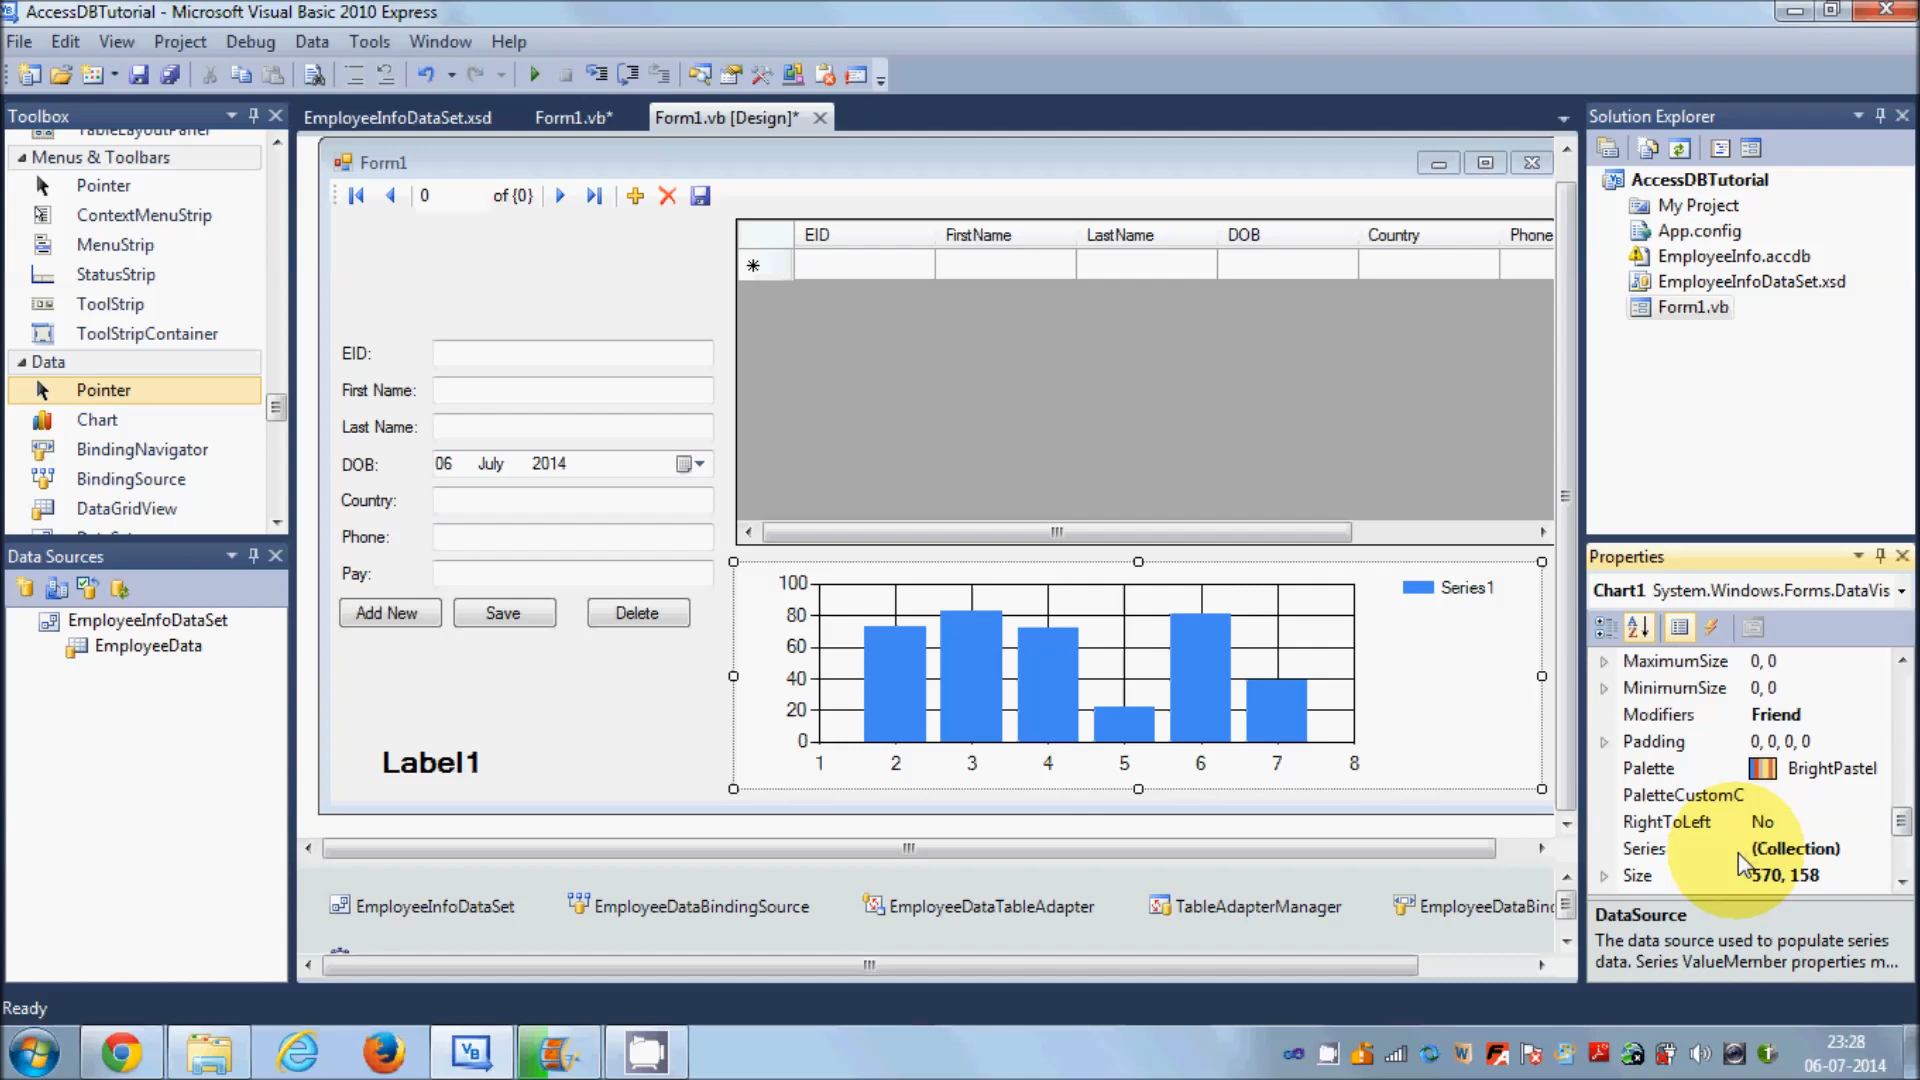 AccessDBTutorial - Microsoft Visual Basic 2010 Express
File Edit View Project Debug Data Tools Window Help
Toolbox
TableLayoutPanel
Menus & Toolbars
Pointer
ContextMenuStrip
MenuStrip
StatusStrip
ToolStrip
ToolStripContainer
Data
Pointer
Chart
BindingNavigator
BindingSource
DataGridView
Data Sources
EmployeeInfoDataSet
EmployeeData
EmployeeInfoDataSet.xsd Form1.vb* Form1.vb [Design]*
Form1
0 of {0}
EID FirstName LastName DOB Country Phone
EID:
First Name:
Last Name:
DOB: 06 July 2014
Country:
Phone:
Pay:
Add New Save Delete
Label1
100
80
60
40
20
0
1 2 3 4 5 6 7 8
Series1
EmployeeInfoDataSet EmployeeDataBindingSource EmployeeDataTableAdapter TableAdapterManager EmployeeDataBinc
Solution Explorer
AccessDBTutorial
My Project
App.config
EmployeeInfo.accdb
EmployeeInfoDataSet.xsd
Form1.vb
Properties
Chart1 System.Windows.Forms.DataVis
MaximumSize 0, 0
MinimumSize 0, 0
Modifiers Friend
Padding 0, 0, 0, 0
Palette BrightPastel
PaletteCustomC
RightToLeft No
Series (Collection)
Size 570, 158
DataSource
The data source used to populate series
data. Series ValueMember properties m...
Ready
23:28
06-07-2014